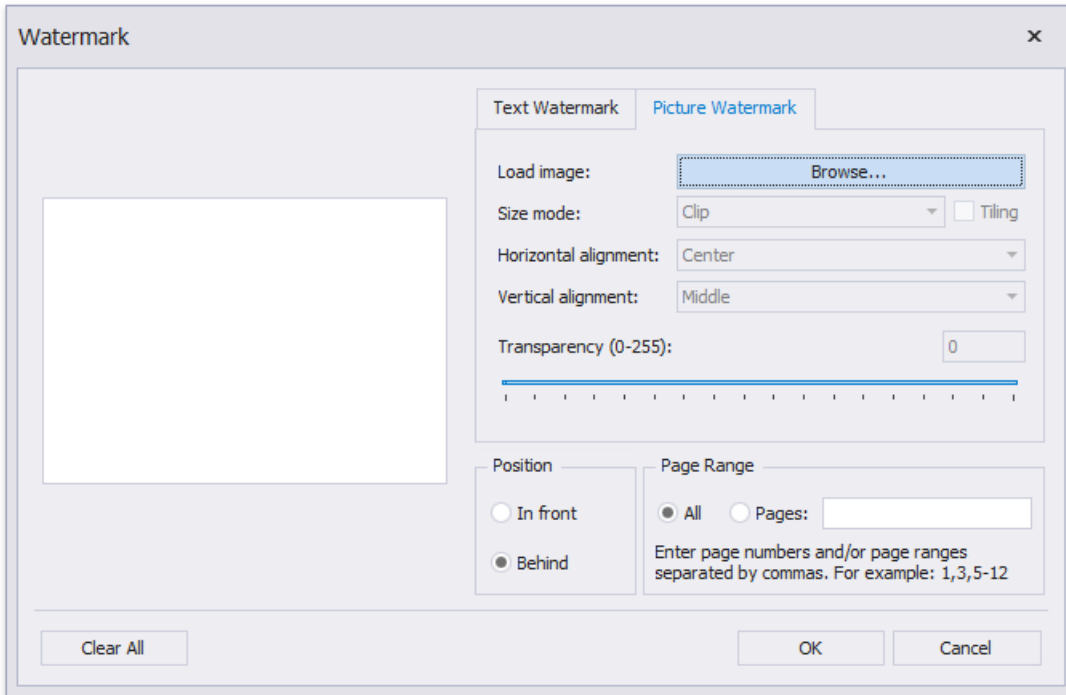 Watermark
Text Watermark
Picture Watermark
Load image:
Browse...
Size mode:
Clip
Tiling
Horizontal alignment:
Center
Vertical alignment:
Middle
Transparency (0-255):
0
Position
In front
Behind
Page Range
All
Pages:
Enter page numbers and/or page ranges
separated by commas. For example: 1,3,5-12
Clear All
OK
Cancel